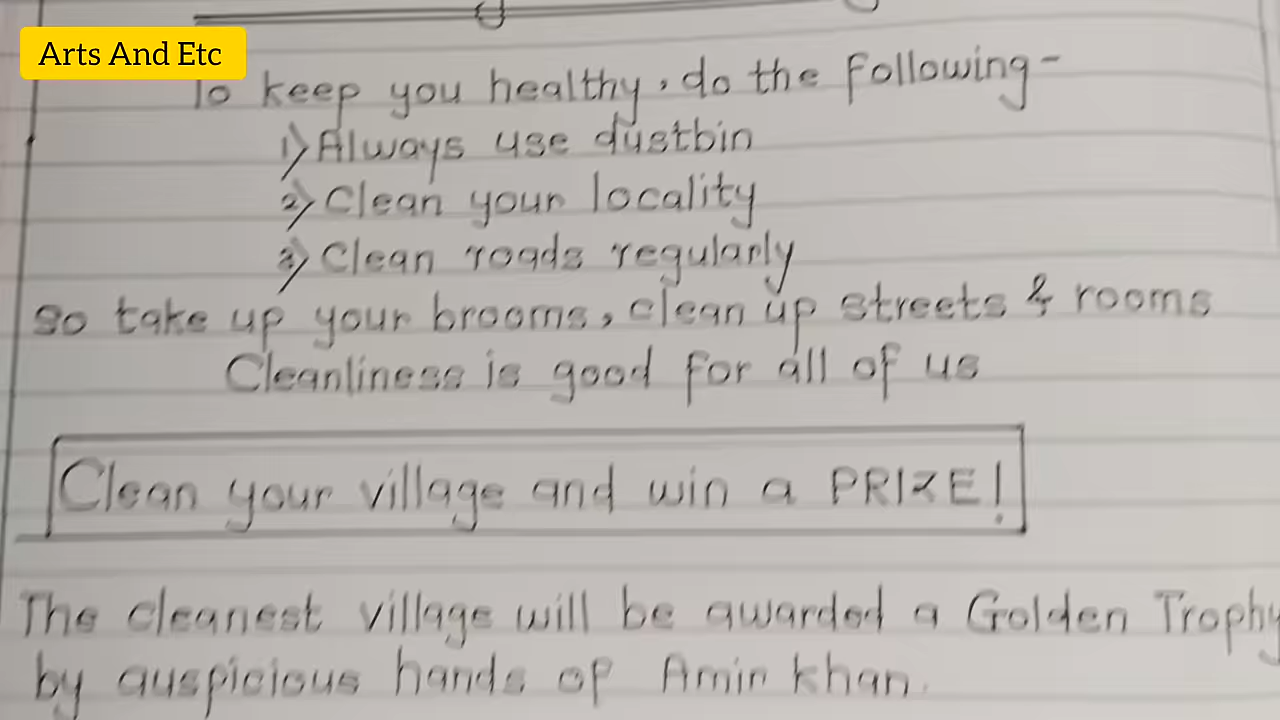 Arts And Etc
To keep you healthy, do the following-
1) Always use dustbin
2) Clean your locality
3) Clean roads regularly
So take up your brooms, clean up streets & rooms
Cleanliness is good for all of us
Clean your village and win a PRIZE!
The cleanest village will be awarded a Golden Trophy
by auspicious hands of Amir khan.